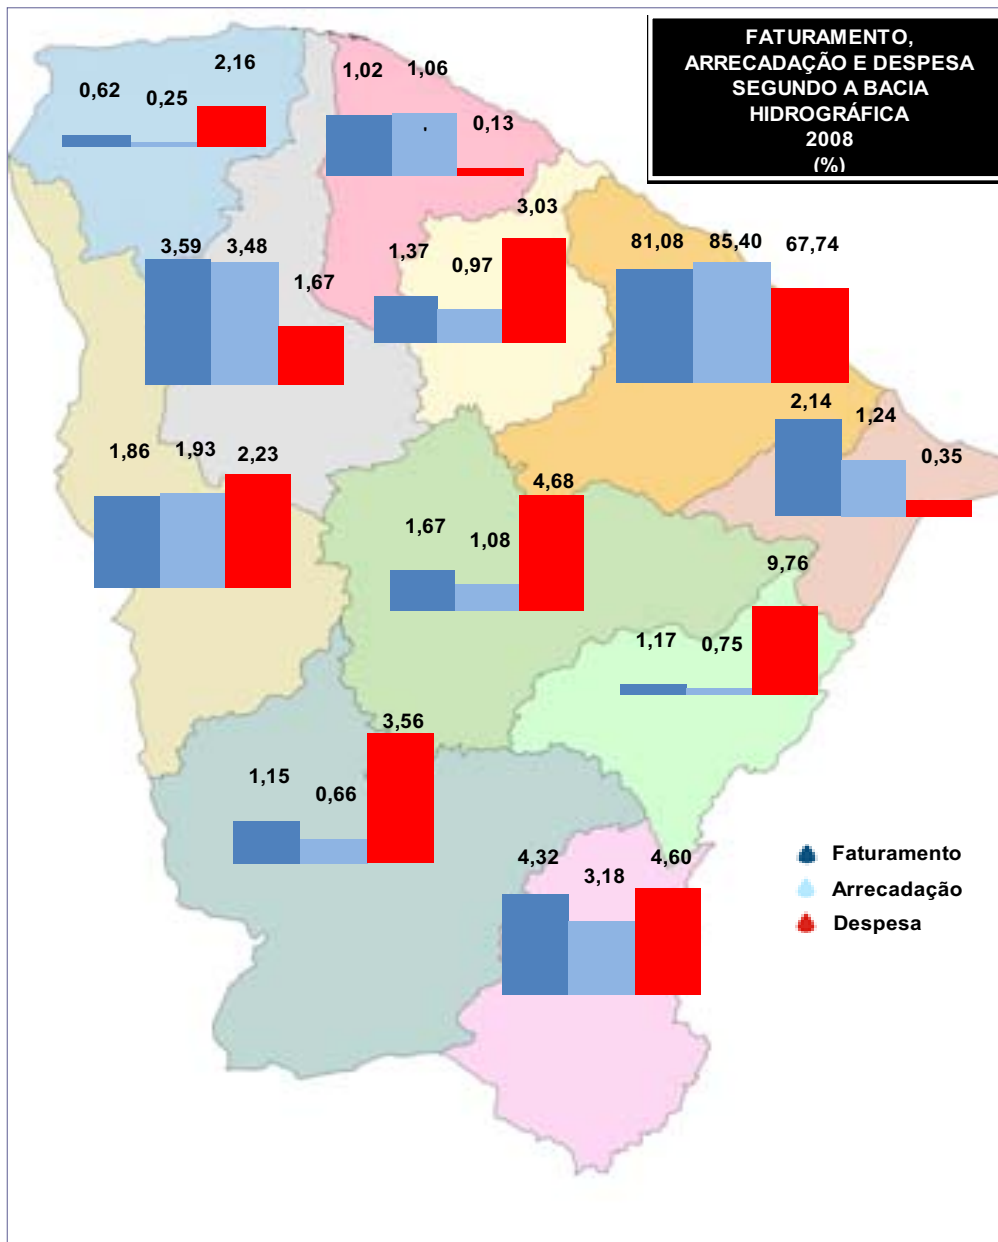 FATURAMENTO,
ARRECADAÇÃO E DESPESA
SEGUNDO A BACIA
HIDROGRÁFICA
2008
(%)
0,62 0,25 2,16
1,02 1,06 0,13
3,59 3,48 1,67
1,37 0,97 3,03
81,08 85,40 67,74
2,14 1,24 0,35
1,86 1,93 2,23
1,67 1,08 4,68
1,17 0,75 9,76
1,15 0,66 3,56
4,32 3,18 4,60
Faturamento
Arrecadação
Despesa